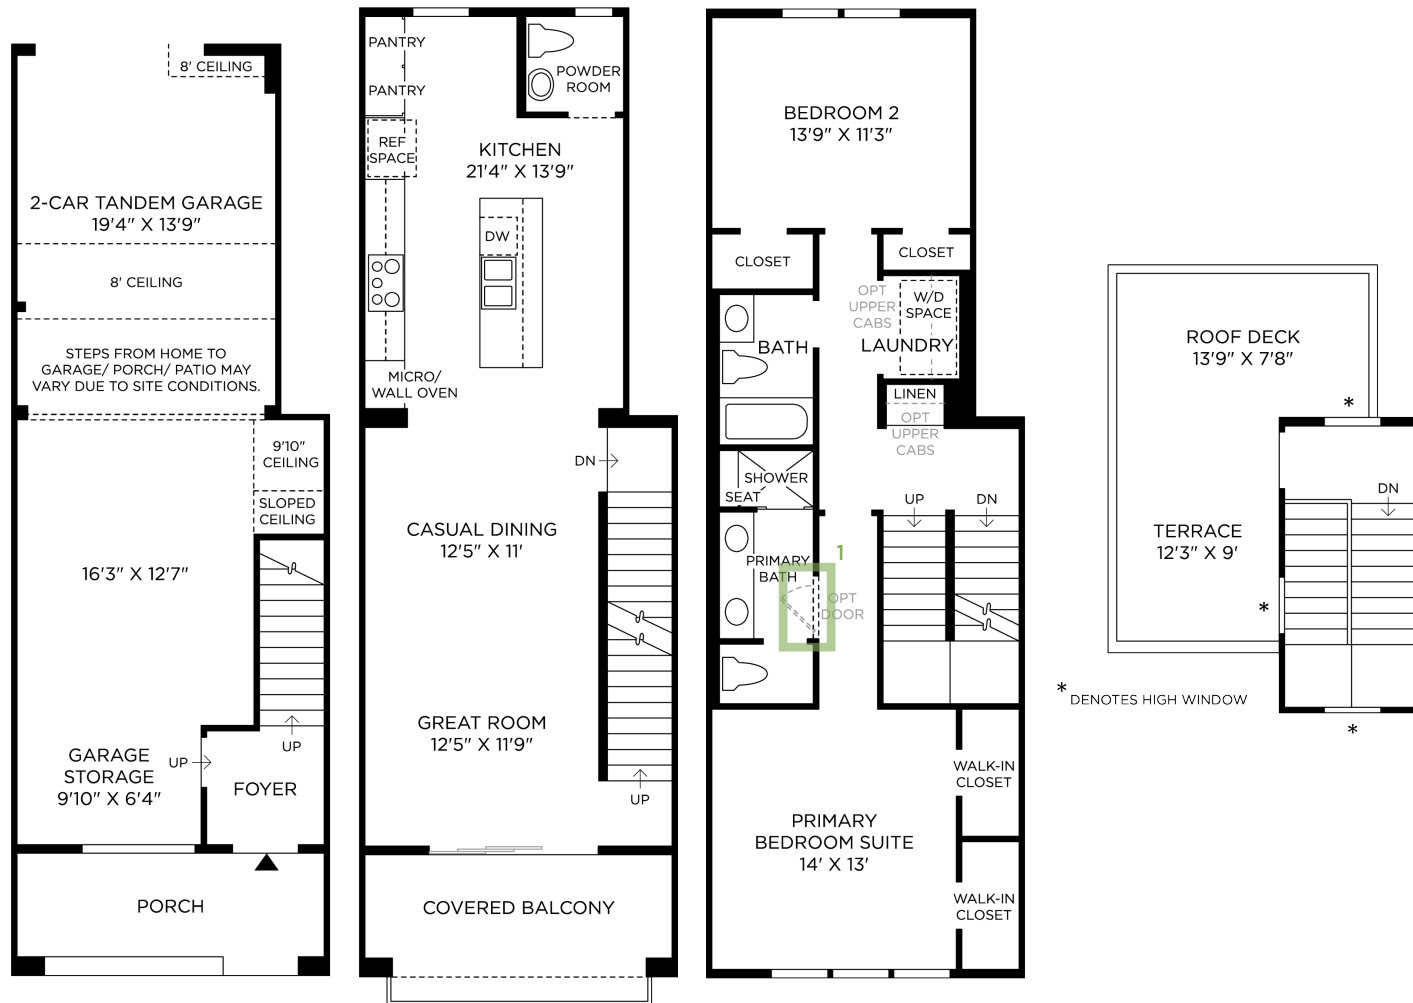 8' CEILING
2-CAR TANDEM GARAGE
19'4" X 13'9"
8' CEILING
STEPS FROM HOME TO
GARAGE/ PORCH/ PATIO MAY
VARY DUE TO SITE CONDITIONS.
9'10"
CEILING
SLOPED
CEILING
16'3" X 12'7"
UP
GARAGE
STORAGE
9'10" X 6'4"
UP
FOYER
PORCH
PANTRY
PANTRY
POWDER
ROOM
REF
SPACE
KITCHEN
21'4" X 13'9"
DW
MICRO/
WALL OVEN
DN
CASUAL DINING
12'5" X 11'
GREAT ROOM
12'5" X 11'9"
UP
COVERED BALCONY
BEDROOM 2
13'9" X 11'3"
CLOSET
CLOSET
OPT
UPPER
CABS
W/D
SPACE
BATH
LAUNDRY
LINEN
OPT
UPPER
CABS
SHOWER
SEAT
UP
DN
1
PRIMARY
BATH
OPT
DOOR
WALK-IN
CLOSET
PRIMARY
BEDROOM SUITE
14' X 13'
WALK-IN
CLOSET
ROOF DECK
13'9" X 7'8"
*
DN
TERRACE
12'3" X 9'
*
* DENOTES HIGH WINDOW
*